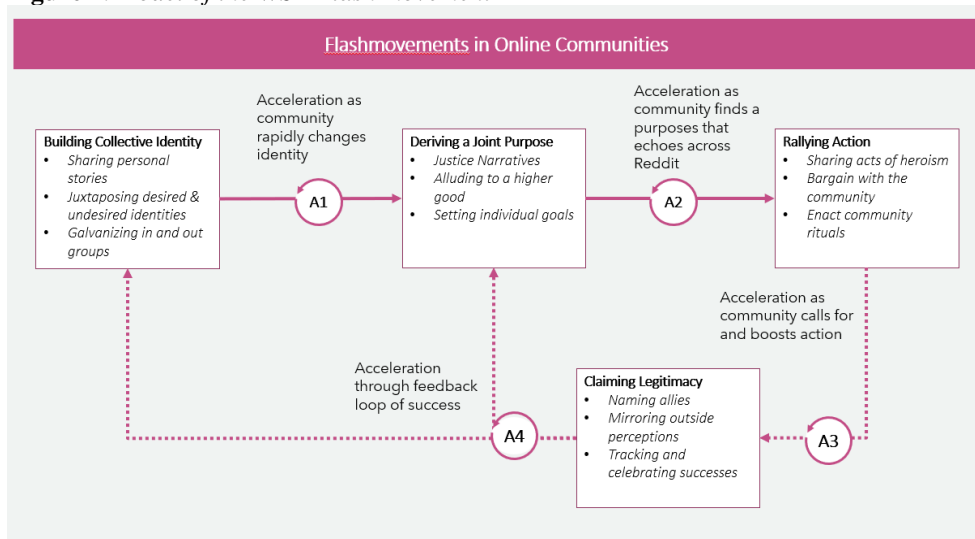 Flashmovements in Online Communities
Acceleration as
community
rapidly changes
identity
Acceleration as
community finds a
purposes that
echoes across
Reddit
Building Collective Identity
• Sharing personal
stories
• Juxtaposing desired &
undesired identities
• Galvanizing in and out
groups
A1
Deriving a Joint Purpose
• Justice Narratives
• Alluding to a higher
good
• Setting individual goals
A2
Rallying Action
• Sharing acts of heroism
• Bargain with the
community
• Enact community
rituals
Acceleration as
community calls for
and boosts action
Acceleration
through feedback
loop of success
A4
Claiming Legitimacy
• Naming allies
• Mirroring outside
perceptions
• Tracking and
celebrating successes
A3